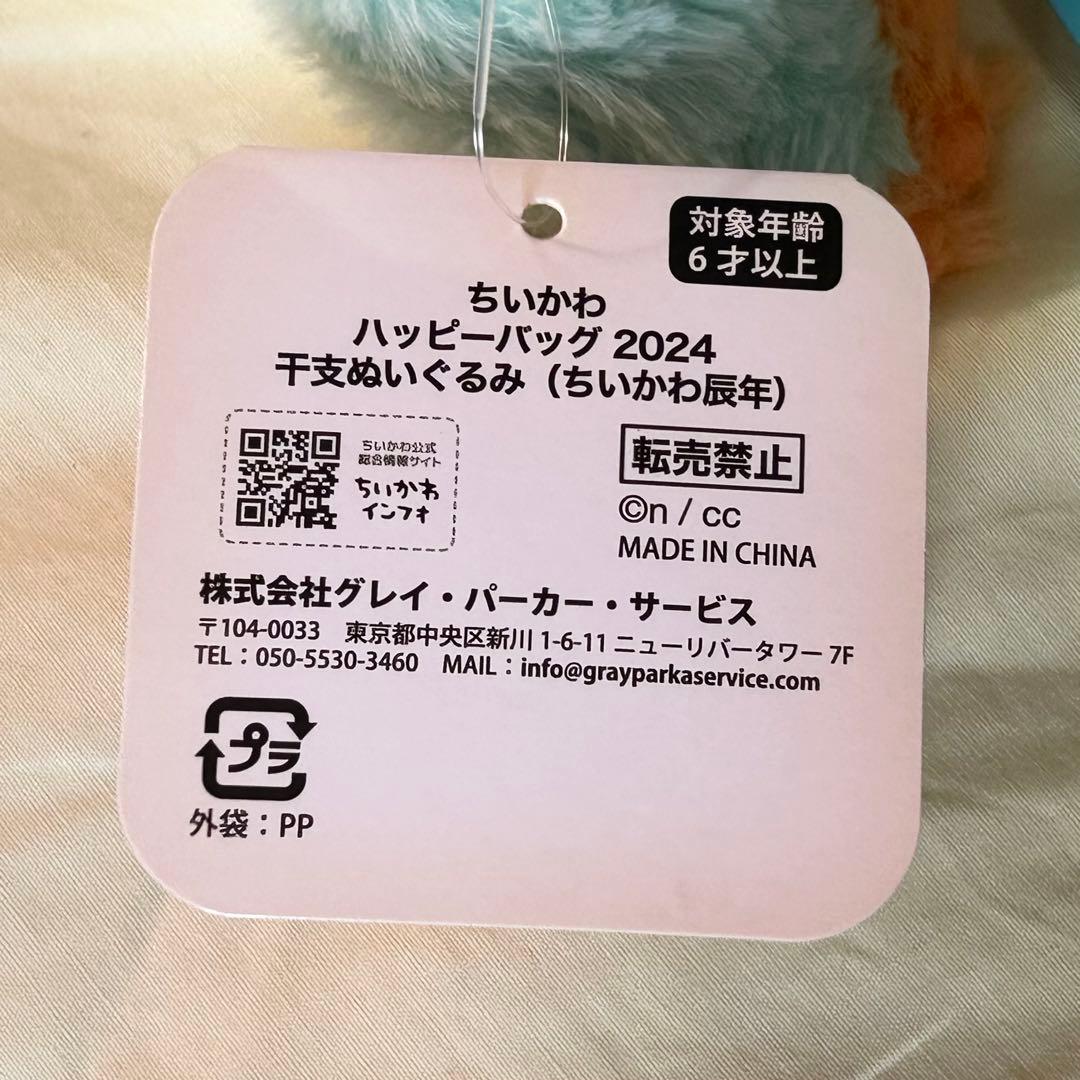 対象年齢
6才以上
ちいかわ
ハッピーバッグ 2024
干支ぬいぐるみ（ちいかわ辰年）
ちいかわ公式
総合情報サイト
ちいかわ
インフォ
転売禁止
©n / cc
MADE IN CHINA
株式会社グレイ・パーカー・サービス
〒104-0033　東京都中央区新川 1-6-11 ニューリバータワー 7F
TEL：050-5530-3460　MAIL：info@grayparkaservice.com
プラ
外袋：PP